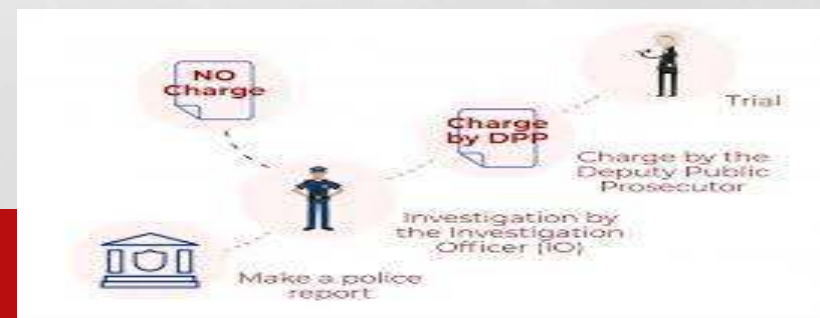 NO
Charge
Charge
by DPP
Trial
Charge by the
Deputy Public
Prosecutor
Investigation by
the Investigation
Officer (IO)
Make a police
report